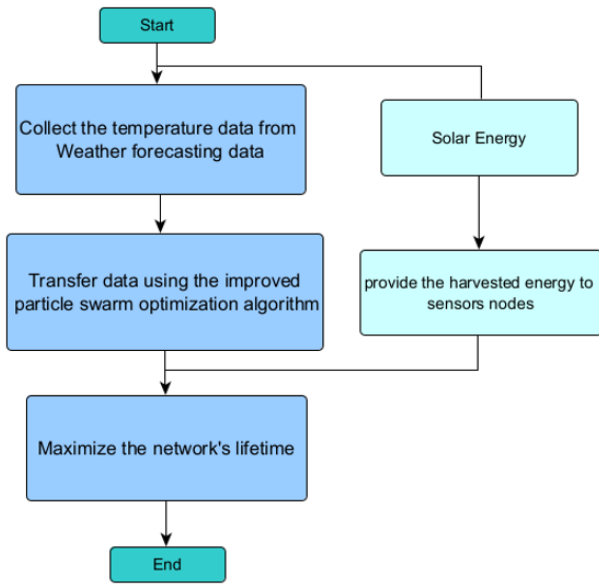 Start
Collect the temperature data from
Weather forecasting data
Solar Energy
Transfer data using the improved
particle swarm optimization algorithm
provide the harvested energy to
sensors nodes
Maximize the network's lifetime
End